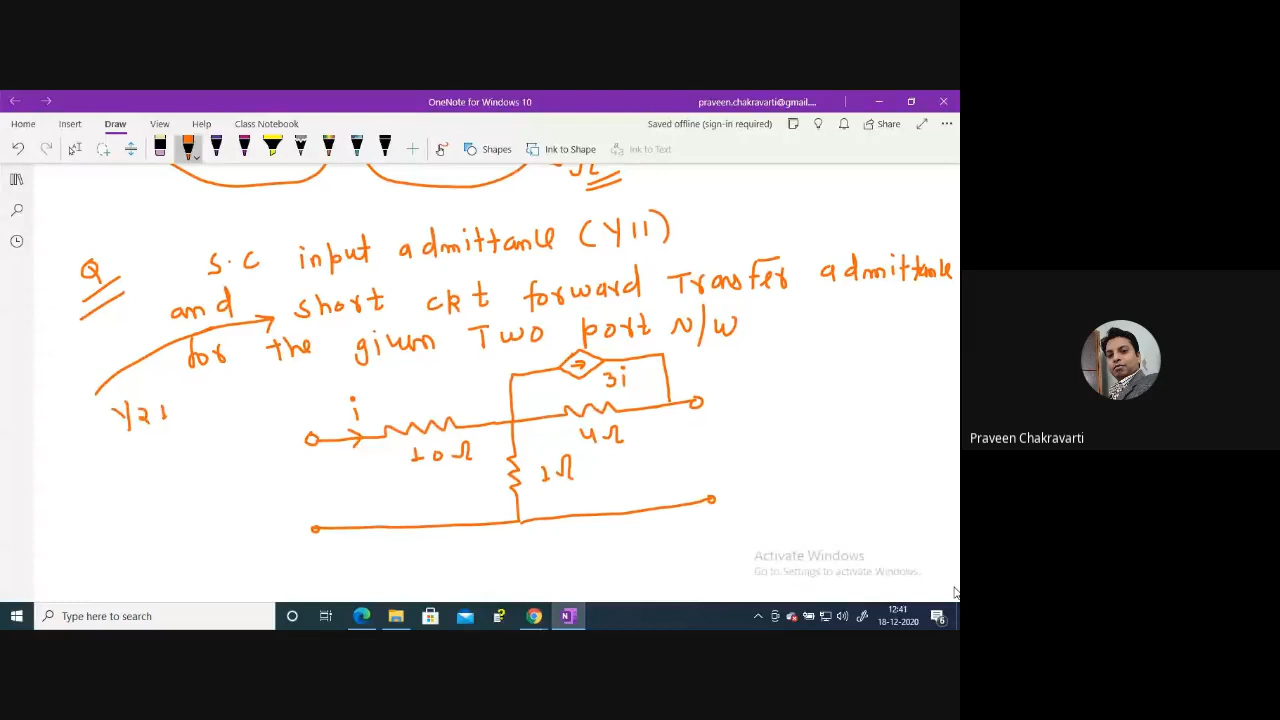 OneNote for Windows 10
praveen.chakravarti@gmail....
Home Insert Draw View Help Class Notebook
Saved offline (sign-in required) Share
Shapes Ink to Shape Ink to Text
Ω
Q S.C input admittance (Y11)
and short ckt forward Transfer admittance
for the given Two port N/W
Y21
3i
i
4Ω
10Ω
1Ω
Praveen Chakravarti
Activate Windows
Go to Settings to activate Windows.
Type here to search
12:41
18-12-2020
6